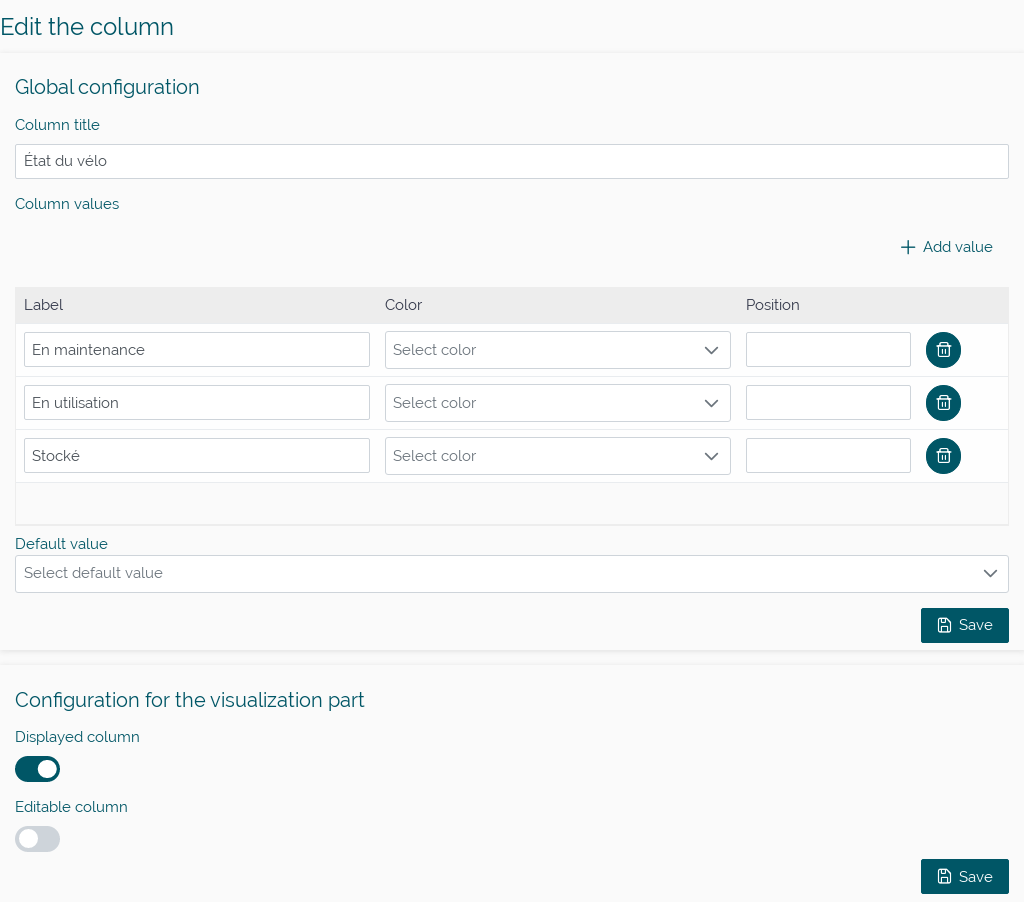 Edit the column
Global configuration
Column title
État du vélo
Column values
Add value
Label Color Position
En maintenance Select color
En utilisation Select color
Stocké Select color
Default value
Select default value
Save
Configuration for the visualization part
Displayed column
Editable column
Save